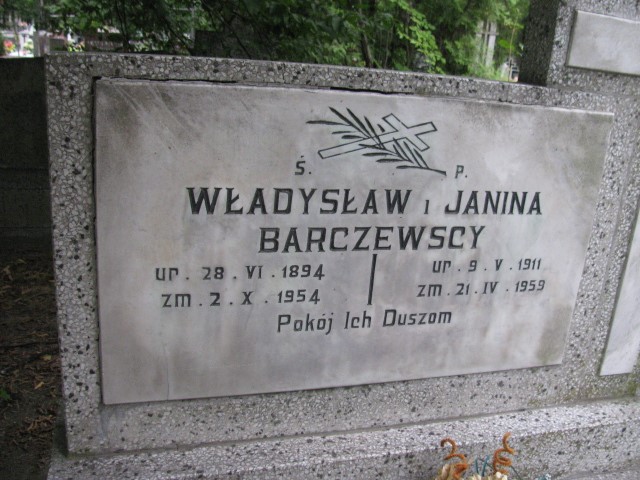 Ś. P.
WŁADYSŁAW i JANINA
BARCZEWSCY
ur. 28. VI. 1894 ur. 9. V. 1911
zm. 2. X. 1954 zm. 21. IV. 1959
Pokój Ich Duszom